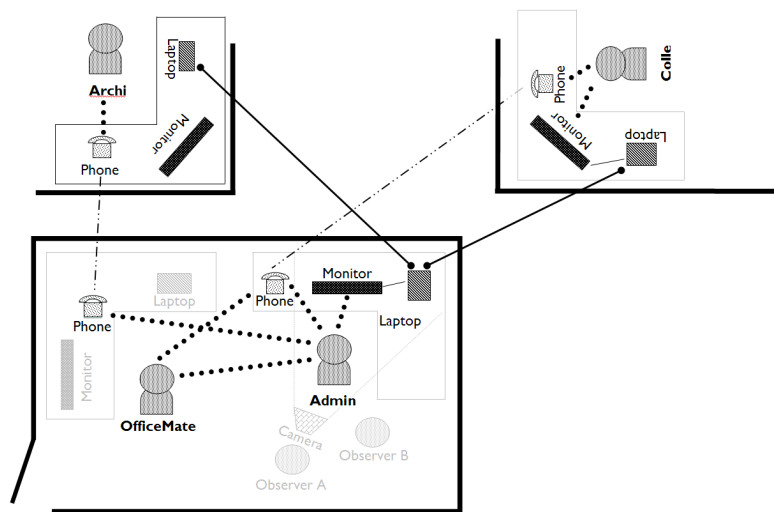 Archi
Laptop
Monitor
Phone
Phone
Colle
Monitor
Laptop
Laptop
Phone
Monitor
Phone
Laptop
Monitor
OfficeMate
Admin
Camera
Observer B
Observer A